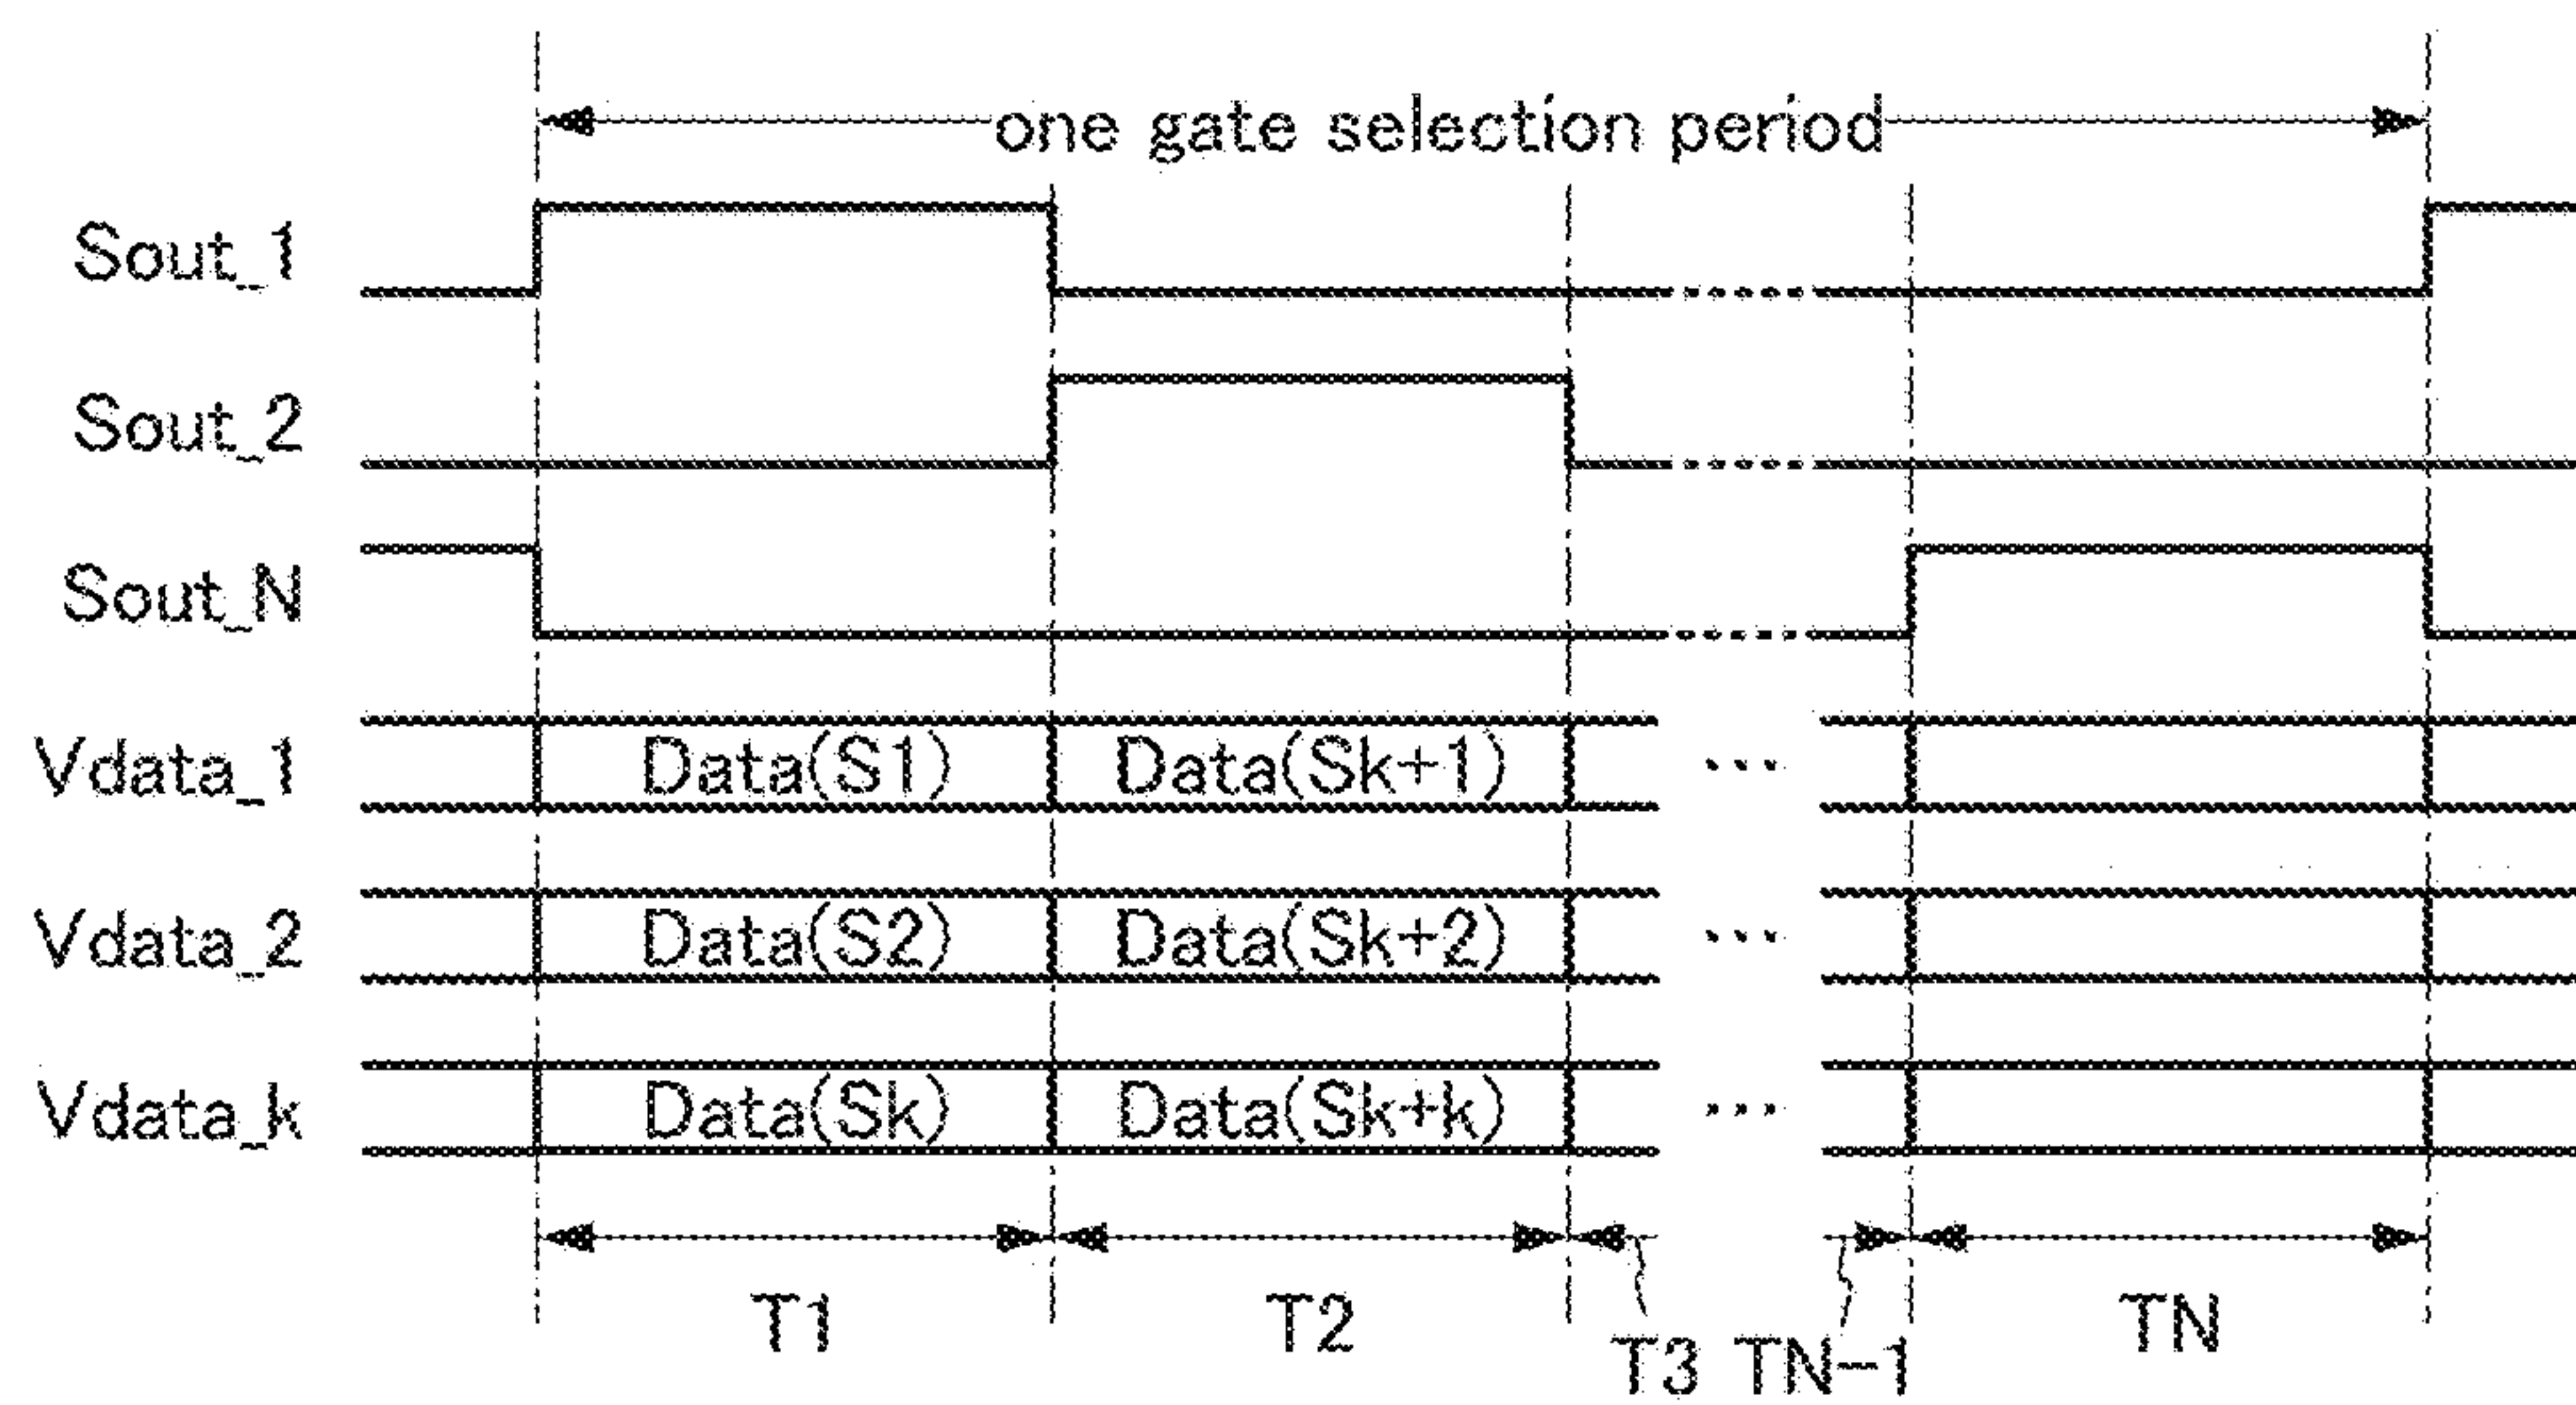 one gate selection period
Sout_1
Sout_2
Sout_N
Vdata_1 Data(S1) Data(Sk+1) ...
Vdata_2 Data(S2) Data(Sk+2) ...
Vdata_k Data(Sk) Data(Sk+k) ...
T1 T2 T3 TN-1 TN